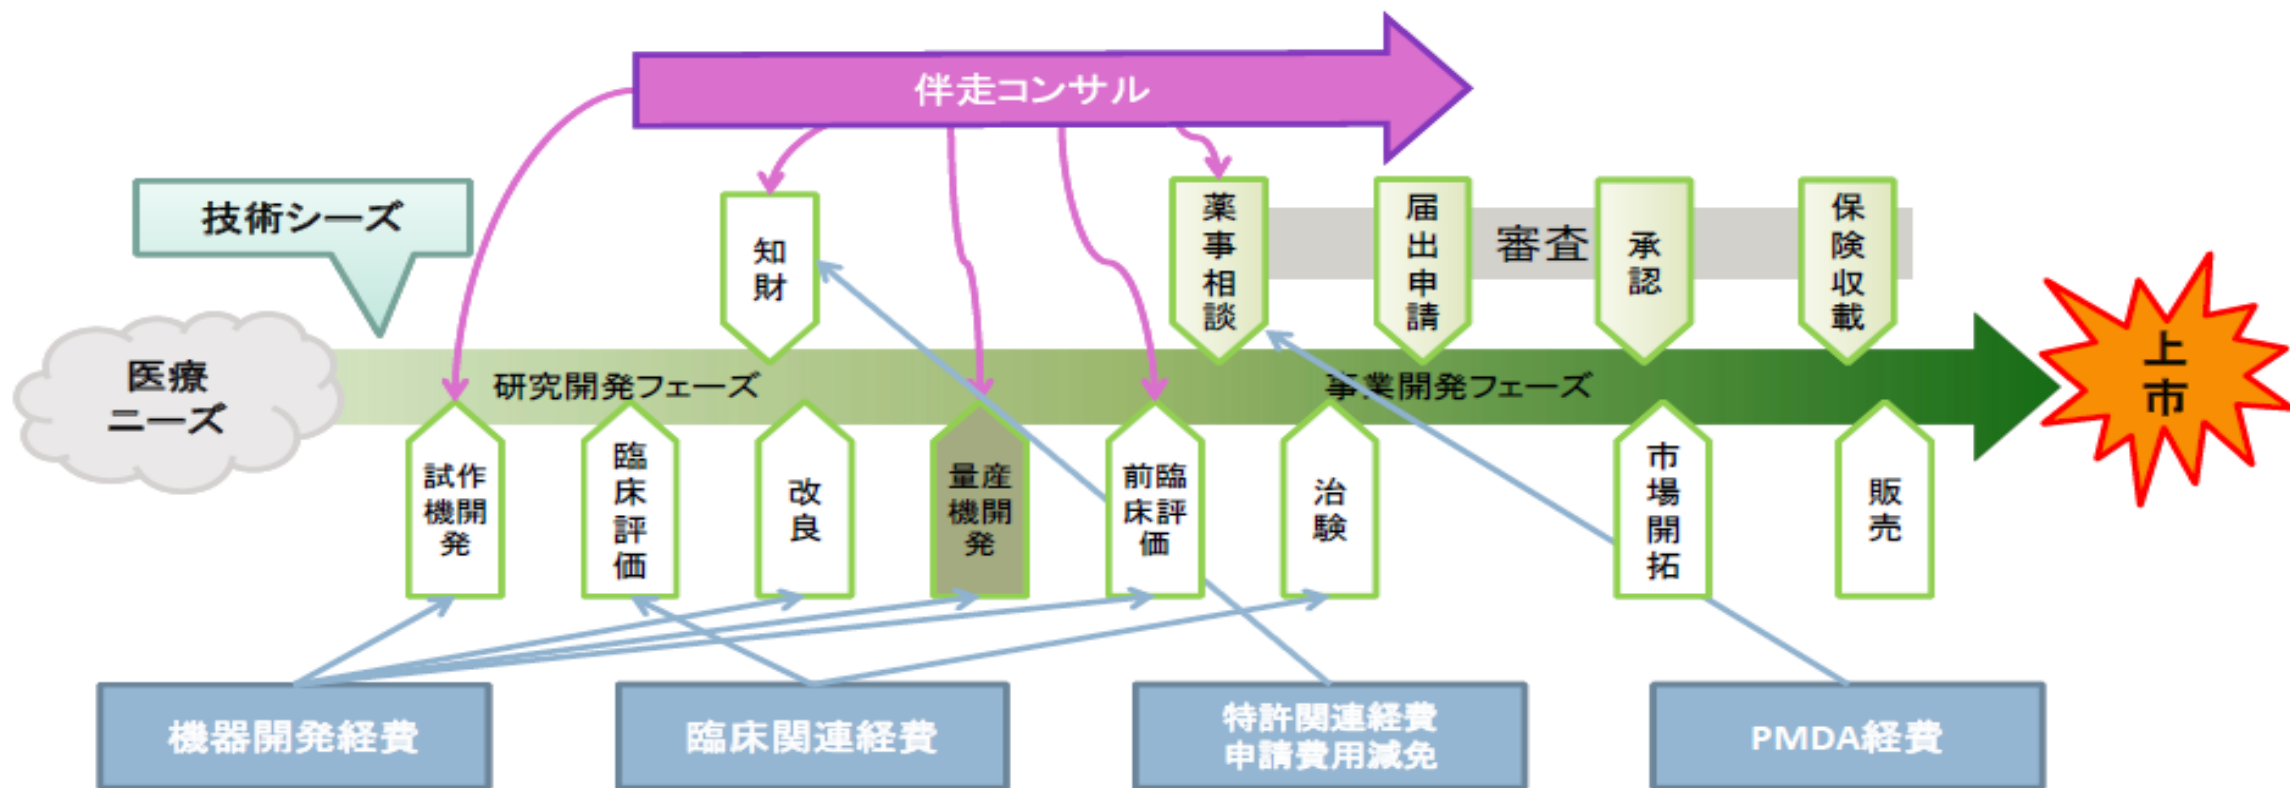 伴走コンサル
技術シーズ
知財
薬事相談
届出申請
審査
承認
保険収載
医療
ニーズ
研究開発フェーズ
事業開発フェーズ
上市
試作
機開
発
臨床評価
改良
量産
機開
発
前臨
床評
価
治験
市場開拓
販売
機器開発経費
臨床関連経費
特許関連経費
申請費用減免
PMDA経費